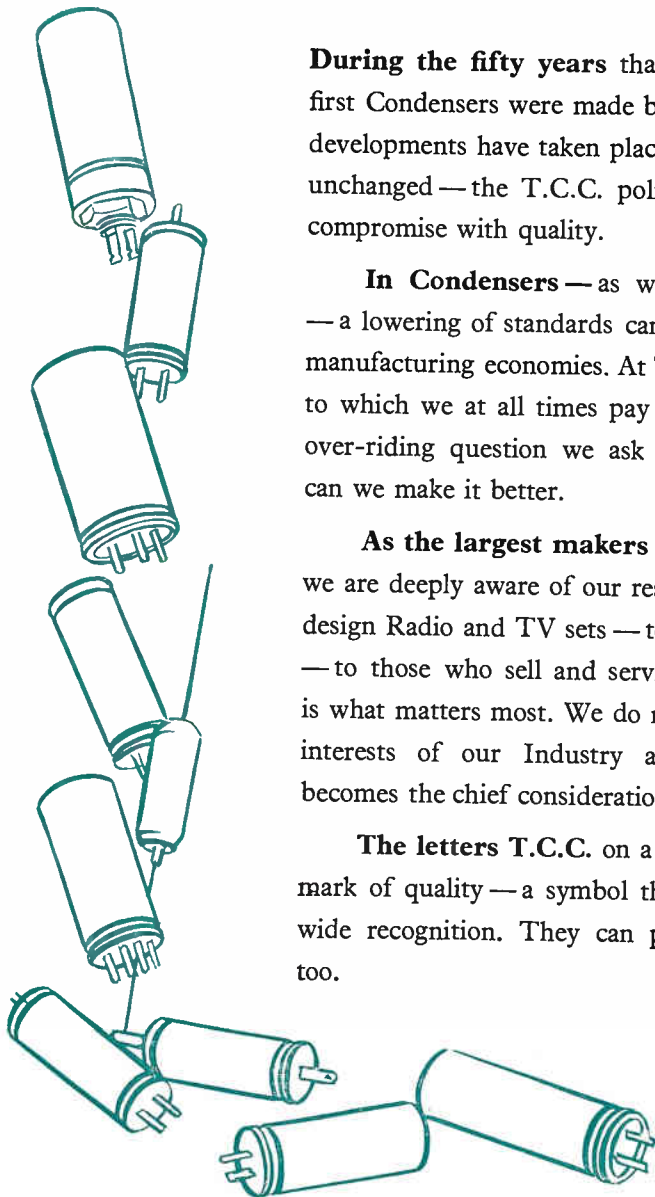 During the fifty years tha
first Condensers were made b
developments have taken plac
unchanged — the T.C.C. pol
compromise with quality.
In Condensers — as w
— a lowering of standards car
manufacturing economies. At
to which we at all times pay
over-riding question we ask
can we make it better.
As the largest makers
we are deeply aware of our res
design Radio and TV sets — t
— to those who sell and servi
is what matters most. We do r
interests of our Industry a
becomes the chief consideratio
The letters T.C.C. on a
mark of quality — a symbol th
wide recognition. They can p
too.